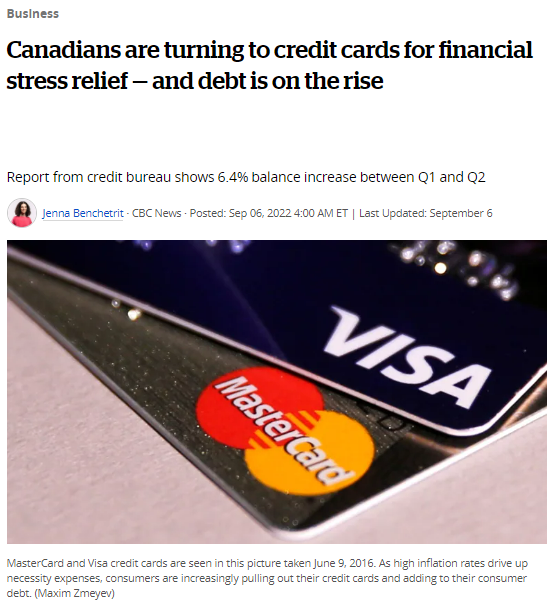 Business
Canadians are turning to credit cards for financial
stress relief — and debt is on the rise
Report from credit bureau shows 6.4% balance increase between Q1 and Q2
Jenna Benchetrit · CBC News · Posted: Sep 06, 2022 4:00 AM ET | Last Updated: September 6
VISA
MasterCard
MasterCard and Visa credit cards are seen in this picture taken June 9, 2016. As high inflation rates drive up
necessity expenses, consumers are increasingly pulling out their credit cards and adding to their consumer
debt. (Maxim Zmeyev)